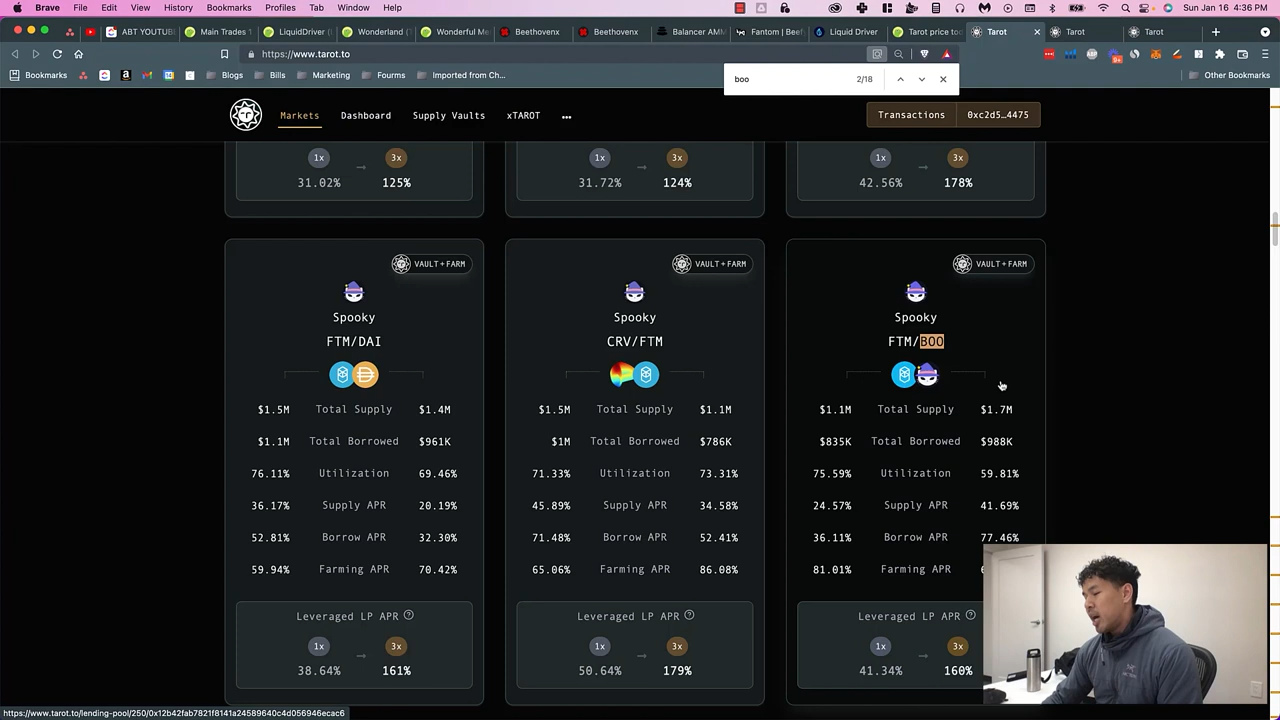 Brave File Edit View History Bookmarks Profiles Tab Window Help
Sun Jan 16 4:36 PM
ABT YOUTUB Main Trades LiquidDriver ( Wonderland ( Wonderful Me Beethovenx Beethovenx Balancer AMM Fantom | Bee Liquid Driver Tarot price to Tarot Tarot Tarot
https://www.tarot.to
Bookmarks Blogs Bills Marketing Fourms Imported from Ch... Other Bookmarks
boo 2/18
Markets Dashboard Supply Vaults xTAROT Transactions 0xc2d5…4475
1x → 3x 1x → 3x 1x → 3x
31.02% 125% 31.72% 124% 42.56% 178%
VAULT+FARM VAULT+FARM VAULT+FARM
Spooky Spooky Spooky
FTM/DAI CRV/FTM FTM/BOO
$1.5M Total Supply $1.4M $1.5M Total Supply $1.1M $1.1M Total Supply $1.7M
$1.1M Total Borrowed $961K $1M Total Borrowed $786K $835K Total Borrowed $988K
76.11% Utilization 69.46% 71.33% Utilization 73.31% 75.59% Utilization 59.81%
36.17% Supply APR 20.19% 45.89% Supply APR 34.58% 24.57% Supply APR 41.69%
52.81% Borrow APR 32.30% 71.48% Borrow APR 52.41% 36.11% Borrow APR 77.46%
59.94% Farming APR 70.42% 65.06% Farming APR 86.08% 81.01% Farming APR
Leveraged LP APR ? Leveraged LP APR ? Leveraged LP APR ?
1x → 3x 1x → 3x 1x → 3x
38.64% 161% 50.64% 179% 41.34% 160%
https://www.tarot.to/lending-pool/250/0x12b42fab7821f8141a24589640c4d056946ecac6